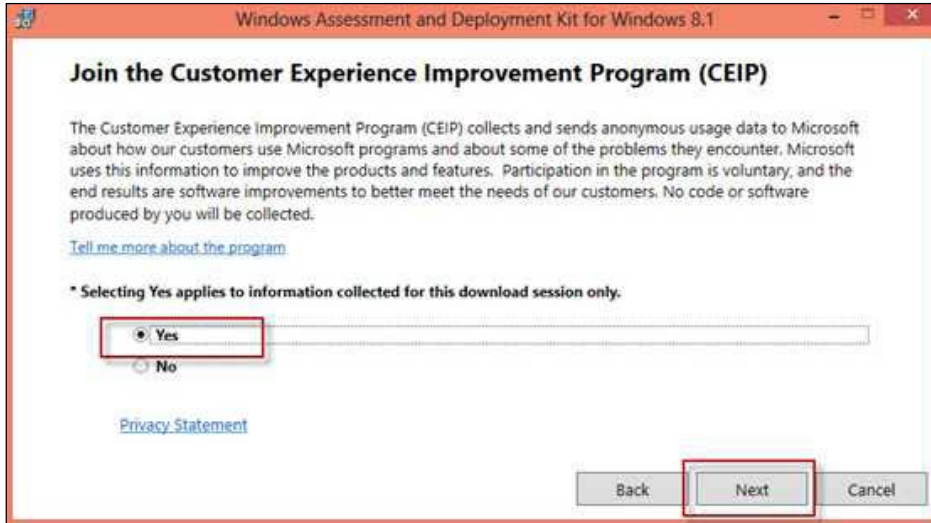 Windows Assessment and Deployment Kit for Windows 8.1
Join the Customer Experience Improvement Program (CEIP)
The Customer Experience Improvement Program (CEIP) collects and sends anonymous usage data to Microsoft
about how our customers use Microsoft programs and about some of the problems they encounter. Microsoft
uses this information to improve the products and features. Participation in the program is voluntary, and the
end results are software improvements to better meet the needs of our customers. No code or software
produced by you will be collected.
Tell me more about the program
* Selecting Yes applies to information collected for this download session only.
Yes
No
Privacy Statement
Back Next Cancel